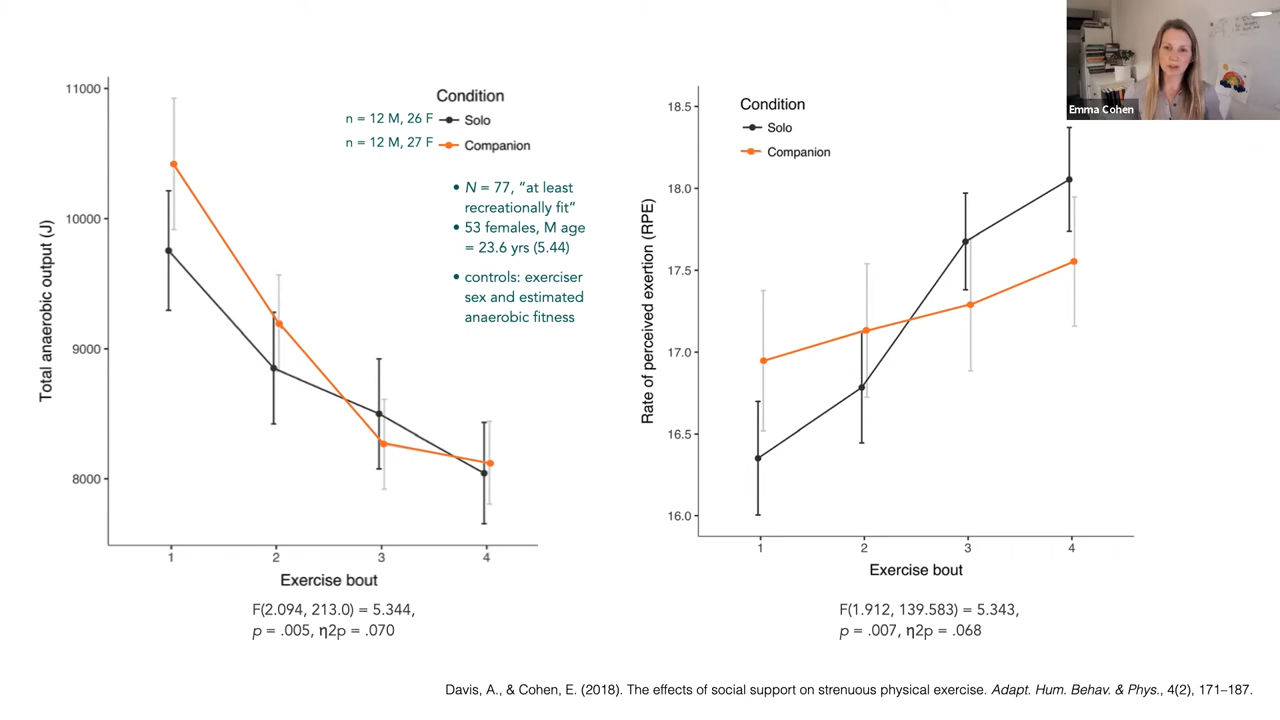 Emma Cohen
Total anaerobic output (J)
11000
10000
9000
8000
1
2
3
4
Exercise bout
Condition
n = 12 M, 26 F
Solo
n = 12 M, 27 F
Companion
• N = 77, “at least
recreationally fit”
• 53 females, M age
= 23.6 yrs (5.44)
• controls: exerciser
sex and estimated
anaerobic fitness
F(2.094, 213.0) = 5.344,
p = .005, η2p = .070
Rate of perceived exertion (RPE)
18.5
18.0
17.5
17.0
16.5
16.0
1
2
3
4
Exercise bout
Condition
Solo
Companion
F(1.912, 139.583) = 5.343,
p = .007, η2p = .068
Davis, A., & Cohen, E. (2018). The effects of social support on strenuous physical exercise. Adapt. Hum. Behav. & Phys., 4(2), 171–187.